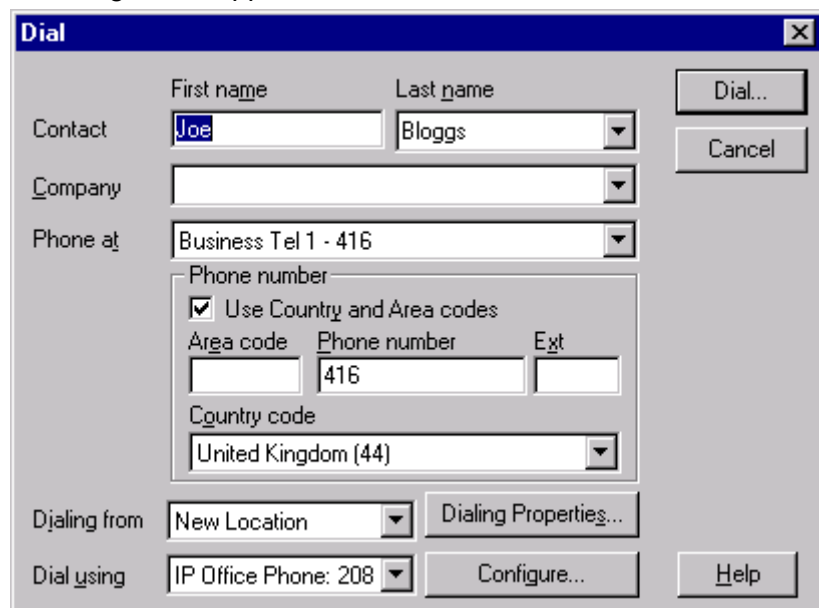 Dial
First name Last name Dial...
Contact Joe Bloggs
Cancel
Company
Phone at Business Tel 1 - 416
Phone number
Use Country and Area codes
Area code Phone number Ext
416
Country code
United Kingdom (44)
Dialing from New Location Dialing Properties...
Dial using IP Office Phone: 208 Configure... Help